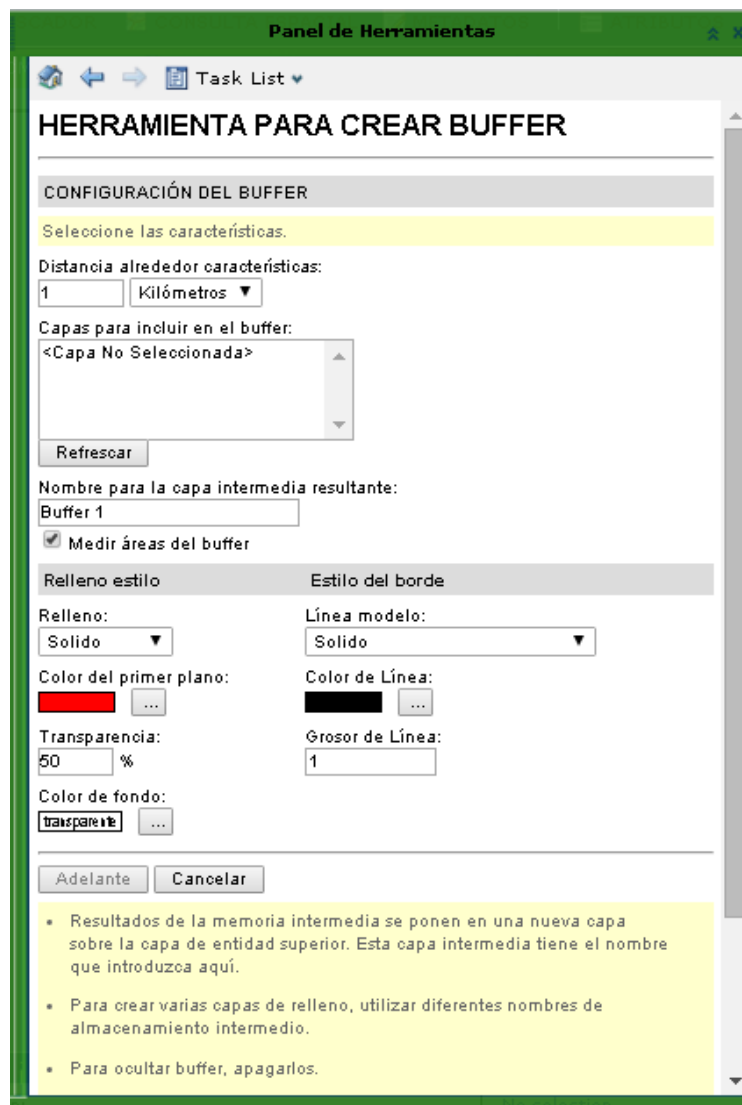 Panel de Herramientas
Task List
HERRAMIENTA PARA CREAR BUFFER
CONFIGURACIÓN DEL BUFFER
Seleccione las características.
Distancia alrededor características:
1 Kilómetros
Capas para incluir en el buffer:
<Capa No Seleccionada>
Refrescar
Nombre para la capa intermedia resultante:
Buffer 1
Medir áreas del buffer
Relleno estilo Estilo del borde
Relleno: Línea modelo:
Solido Solido
Color del primer plano: Color de Línea:
... ...
Transparencia: Grosor de Línea:
50 % 1
Color de fondo:
transparente ...
Adelante Cancelar
• Resultados de la memoria intermedia se ponen en una nueva capa
sobre la capa de entidad superior. Esta capa intermedia tiene el nombre
que introduzca aquí.
• Para crear varias capas de relleno, utilizar diferentes nombres de
almacenamiento intermedio.
• Para ocultar buffer, apagarlos.